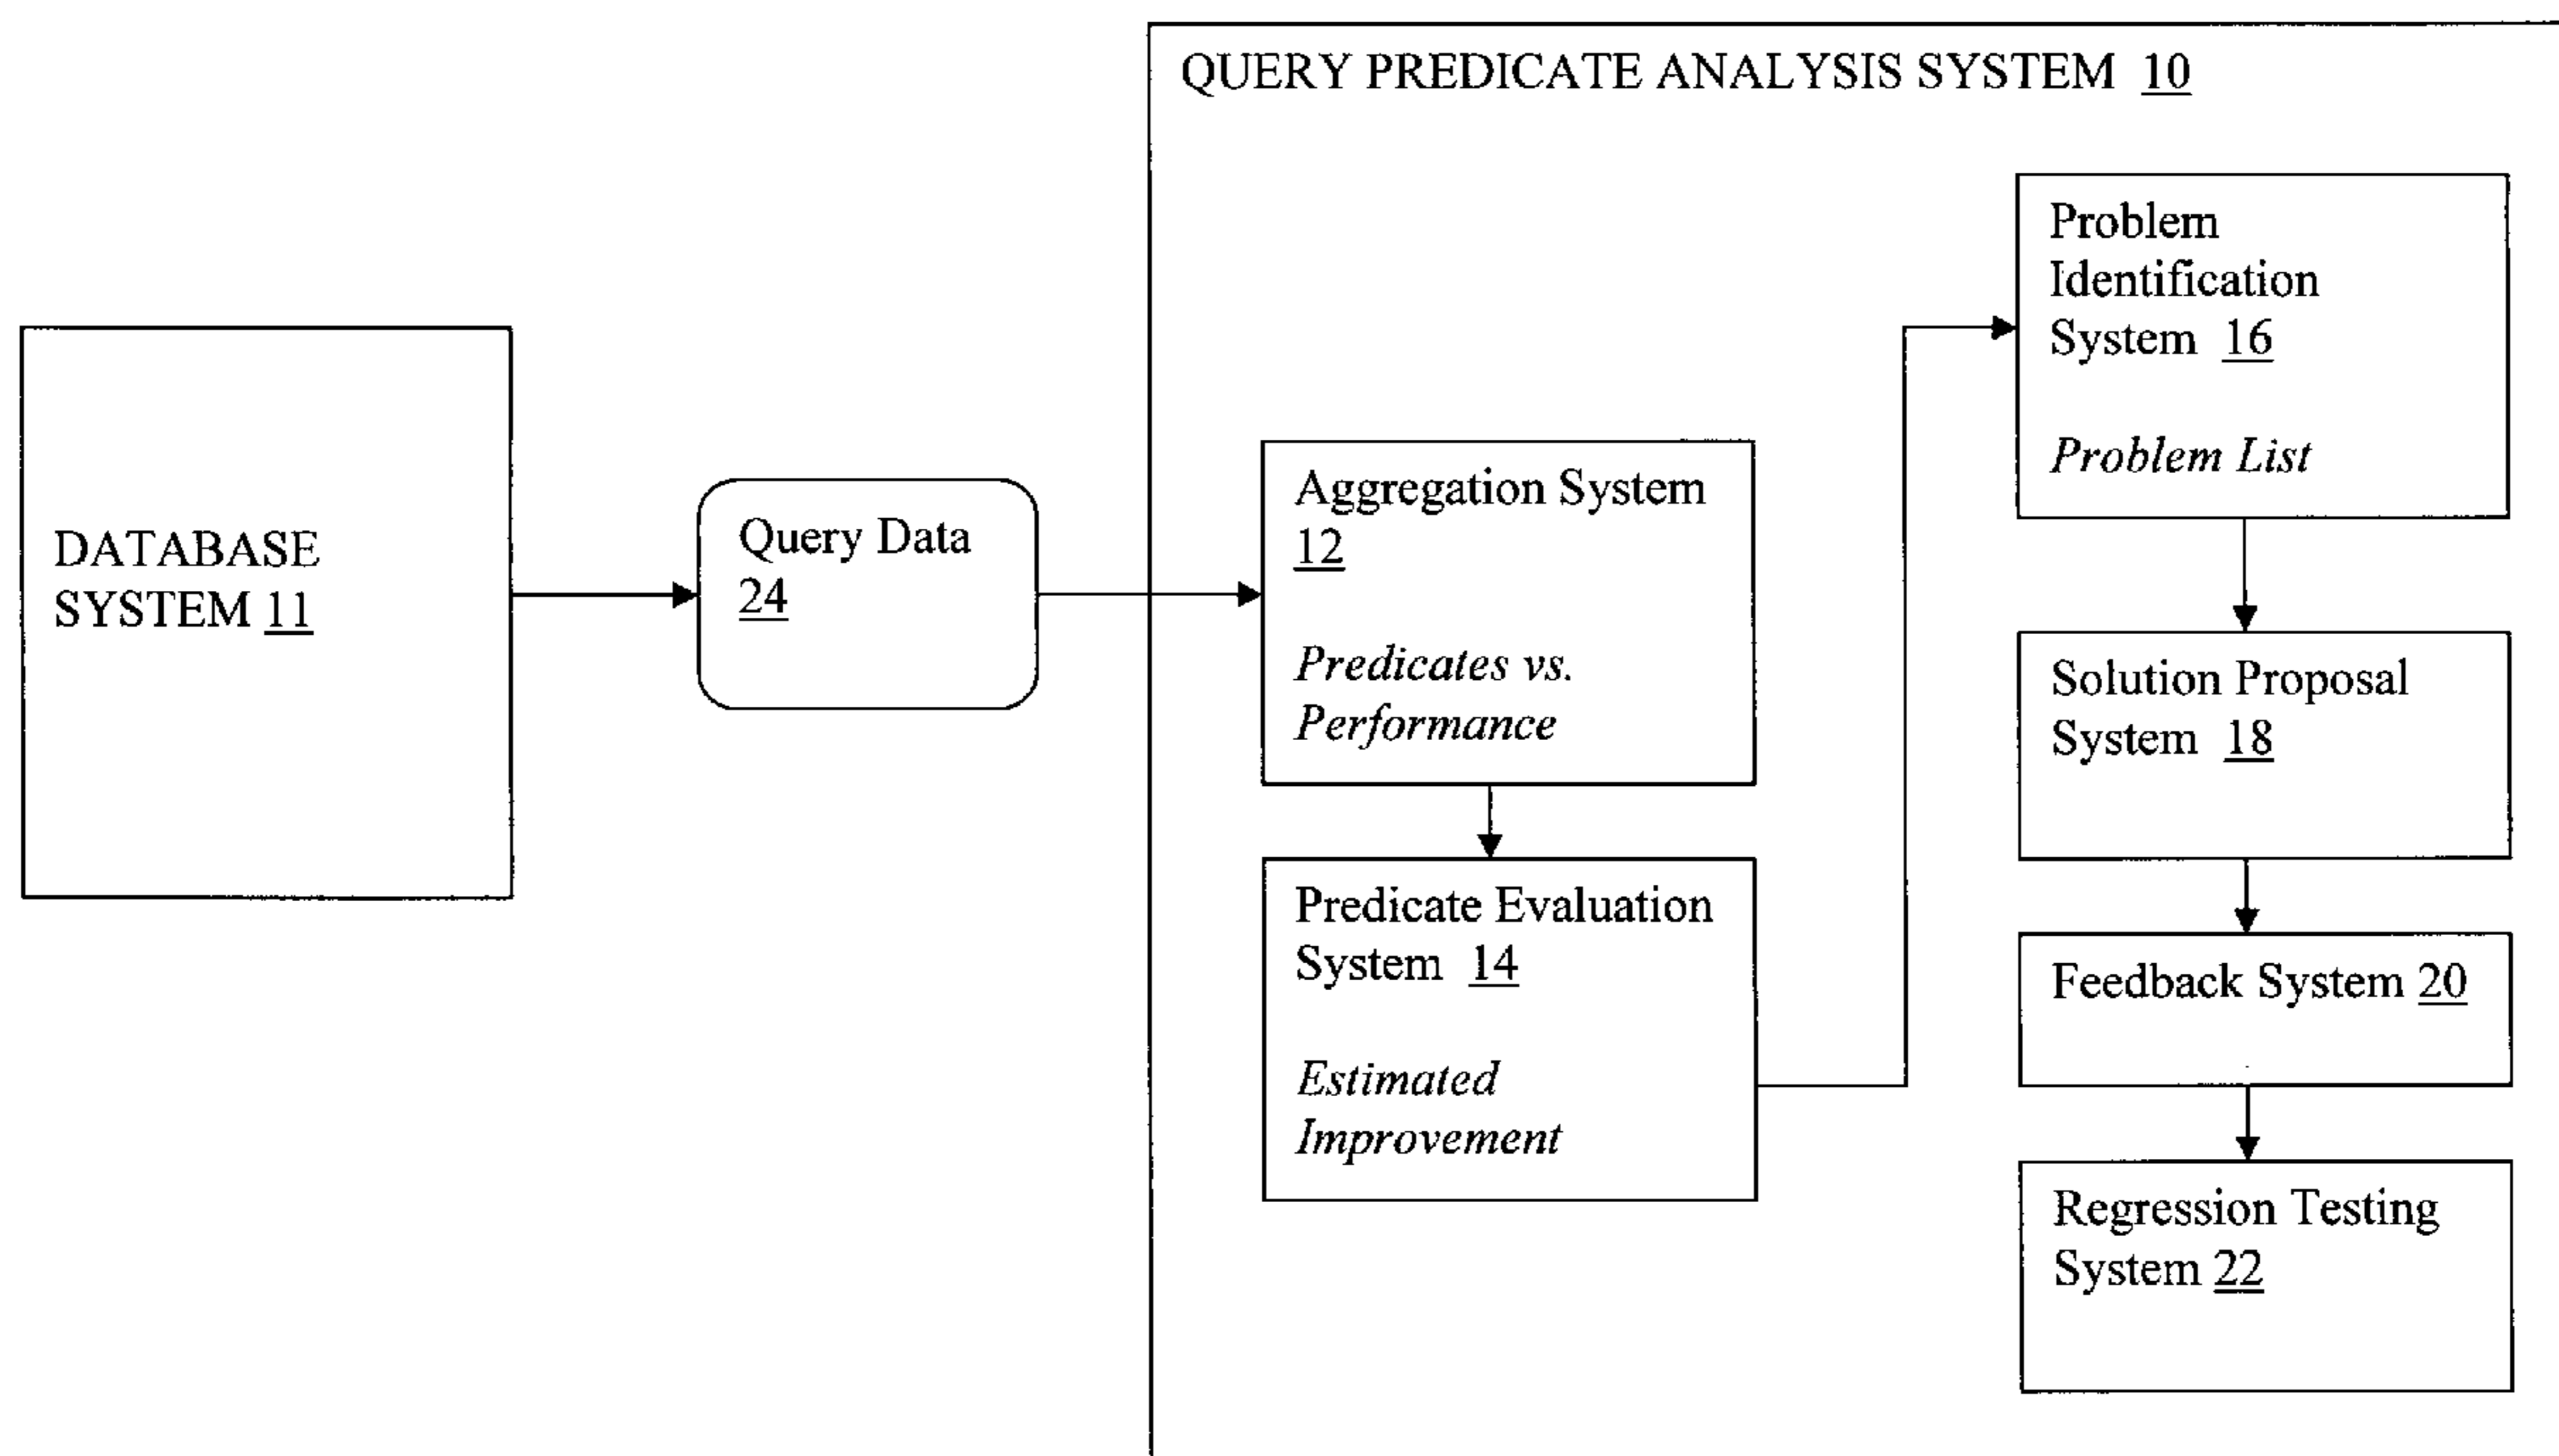 QUERY PREDICATE ANALYSIS SYSTEM 10
DATABASE
SYSTEM 11
Query Data
24
Aggregation System
12
Predicates vs.
Performance
Predicate Evaluation
System 14
Estimated
Improvement
Problem
Identification
System 16
Problem List
Solution Proposal
System 18
Feedback System 20
Regression Testing
System 22